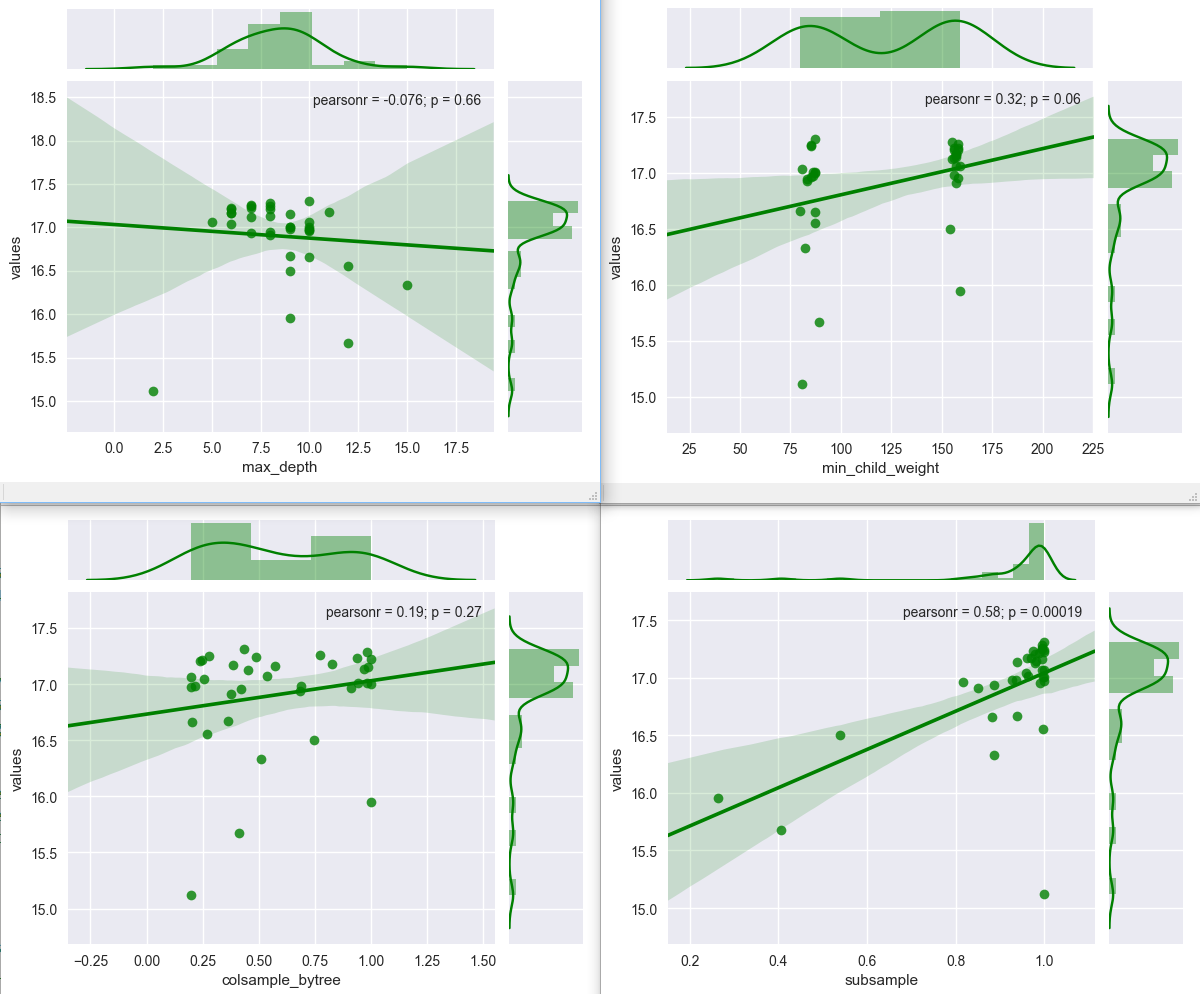 pearsonr = -0.076; p = 0.66
18.5
18.0
17.5
17.0
16.5
16.0
15.5
15.0
values
0.0 2.5 5.0 7.5 10.0 12.5 15.0 17.5
max_depth
pearsonr = 0.32; p = 0.06
17.5
17.0
16.5
16.0
15.5
15.0
values
25 50 75 100 125 150 175 200 225
min_child_weight
pearsonr = 0.19; p = 0.27
17.5
17.0
16.5
16.0
15.5
15.0
values
−0.25 0.00 0.25 0.50 0.75 1.00 1.25 1.50
colsample_bytree
pearsonr = 0.58; p = 0.00019
17.5
17.0
16.5
16.0
15.5
15.0
values
0.2 0.4 0.6 0.8 1.0
subsample